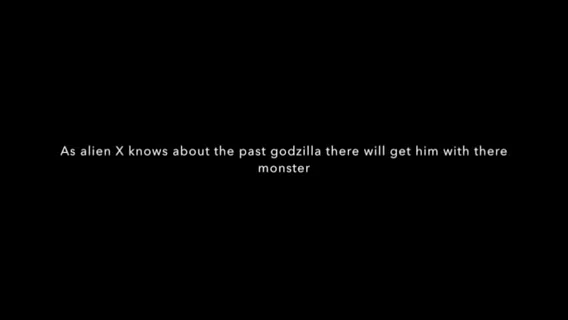 As alien X knows about the past godzilla there will get him with there
monster